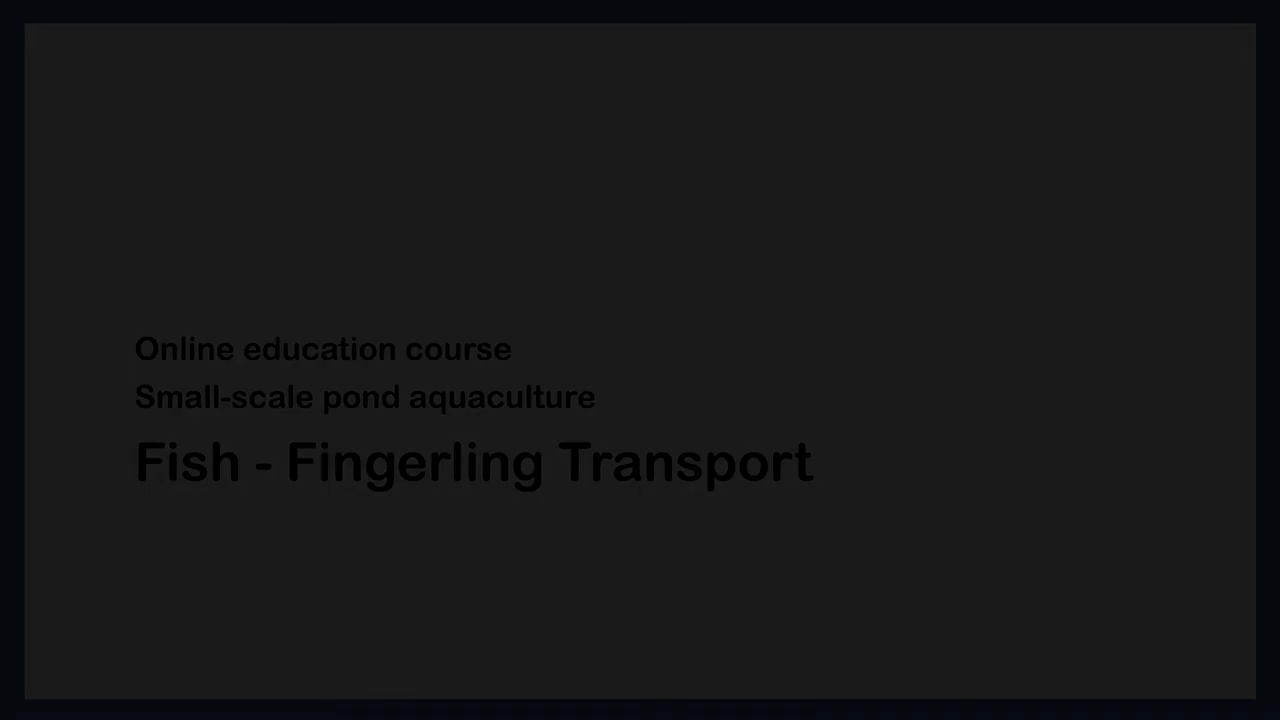 Online education course
Small-scale pond aquaculture
Fish - Fingerling Transport